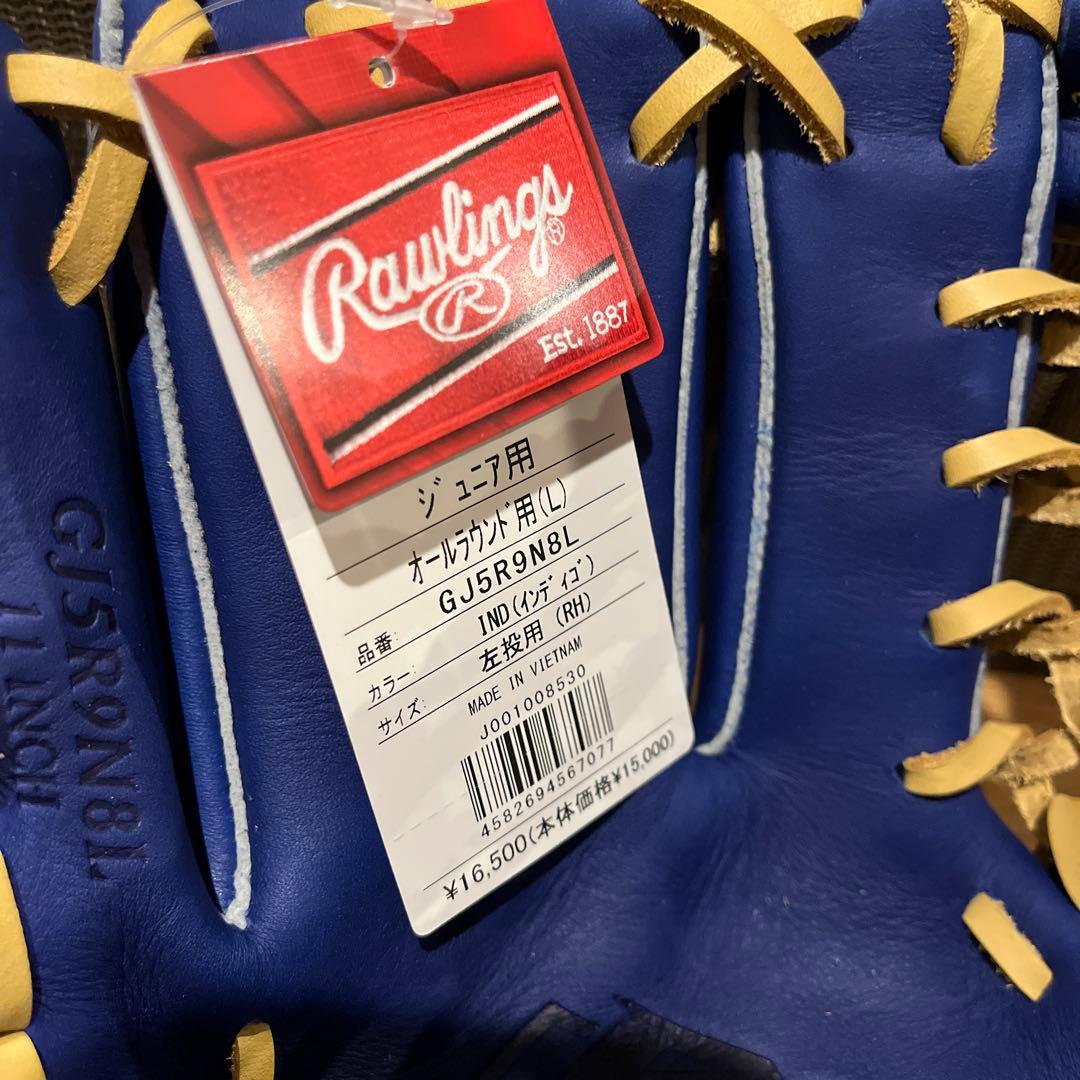 Rawlings®
R
Est. 1887
ジュニア用
オールラウンド用(L)
品番: GJ5R9N8L
カラー: IND(インディゴ)
サイズ: 左投用 (RH)
MADE IN VIETNAM
J001008530
4582694567077
¥16,500(本体価格¥15,000)
GJ5R9N8L
11 INCH